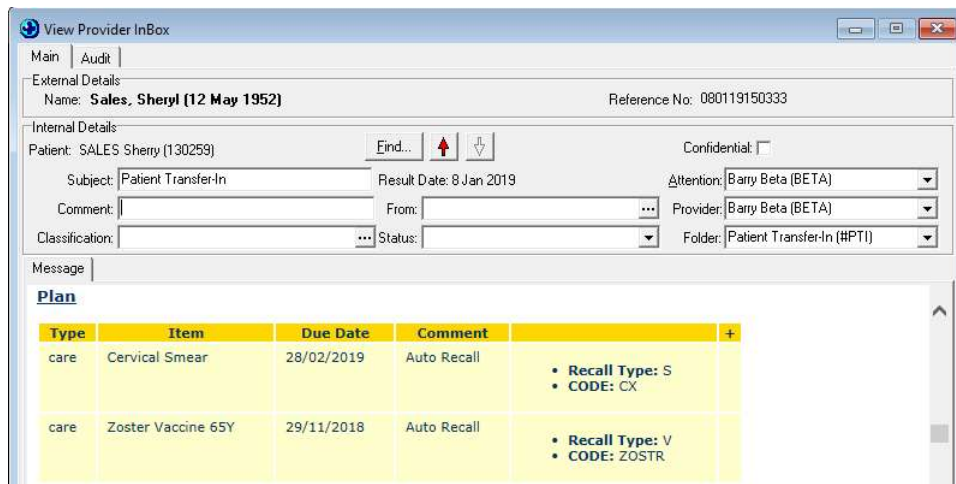 View Provider InBox
Main Audit
External Details
Name: Sales, Sheryl (12 May 1952) Reference No: 080119150333
Internal Details
Patient: SALES Sherry (130259) Find... Confidential:
Subject: Patient Transfer-In Result Date: 8 Jan 2019 Attention: Barry Beta (BETA)
Comment: From: ... Provider: Barry Beta (BETA)
Classification: ... Status: Folder: Patient Transfer-In (#PTI)
Message
Plan
Type Item Due Date Comment +
care Cervical Smear 28/02/2019 Auto Recall
• Recall Type: S
• CODE: CX
care Zoster Vaccine 65Y 29/11/2018 Auto Recall
• Recall Type: V
• CODE: ZOSTR